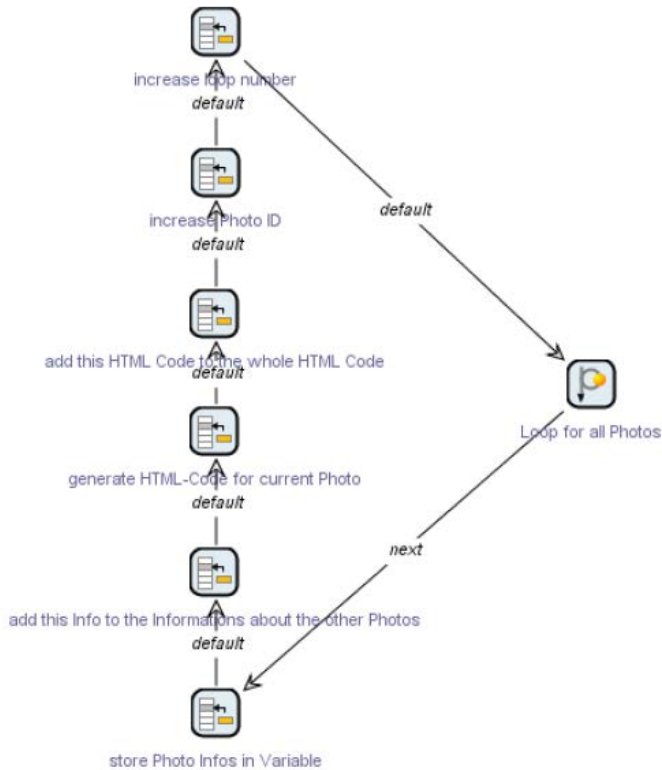 increase loop number
default
default
increase Photo ID
default
add this HTML Code to the whole HTML Code
default
Loop for all Photos
generate HTML-Code for current Photo
default
next
add this Info to the Informations about the other Photos
default
store Photo Infos in Variable